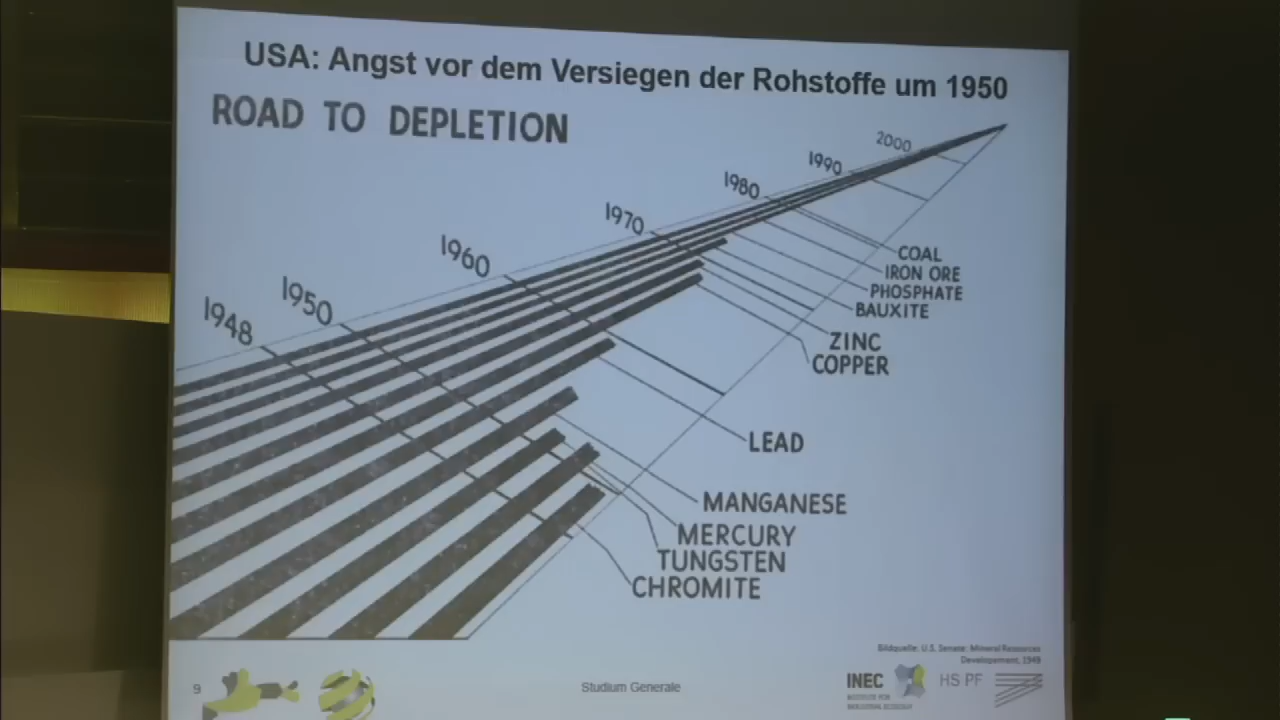 USA: Angst vor dem Versiegen der Rohstoffe um 1950
ROAD TO DEPLETION
2000
1990
1980
1970
1960
1950
1948
COAL
IRON ORE
PHOSPHATE
BAUXITE
ZINC
COPPER
LEAD
MANGANESE
MERCURY
TUNGSTEN
CHROMITE
Bildquelle: U.S. Senate: Mineral Resources
Developement, 1949
9
Studium Generale
INEC
INSTITUTE FOR
INDUSTRIAL ECOLOGY
HS PF